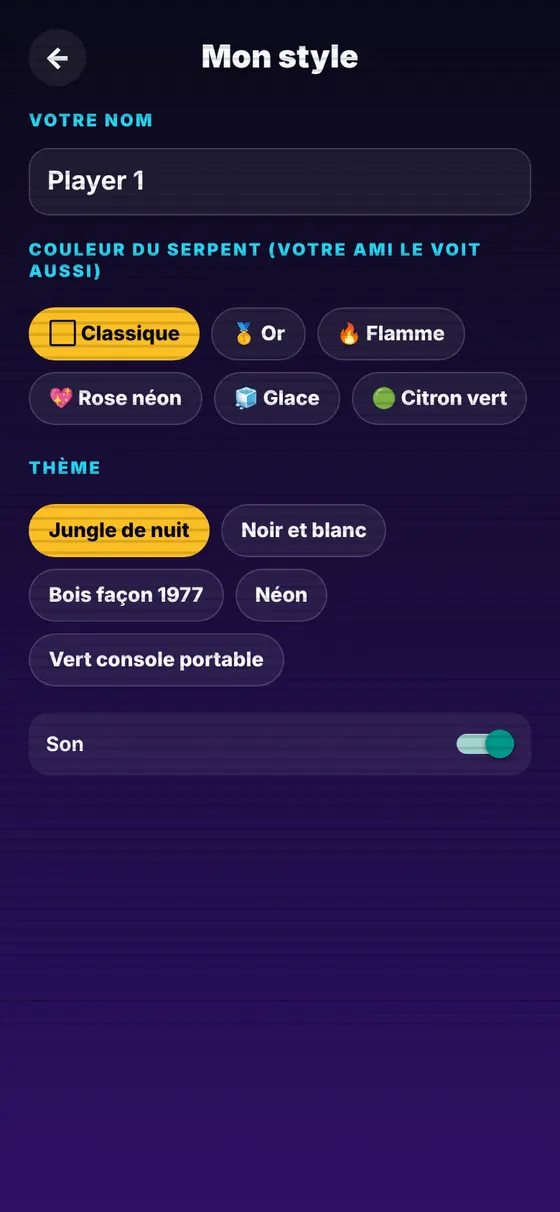 Mon style
VOTRE NOM
Player 1
COULEUR DU SERPENT (VOTRE AMI LE VOIT
AUSSI)
Classique
🥇 Or
🔥 Flamme
💖 Rose néon
🧊 Glace
🟢 Citron vert
THÈME
Jungle de nuit
Noir et blanc
Bois façon 1977
Néon
Vert console portable
Son